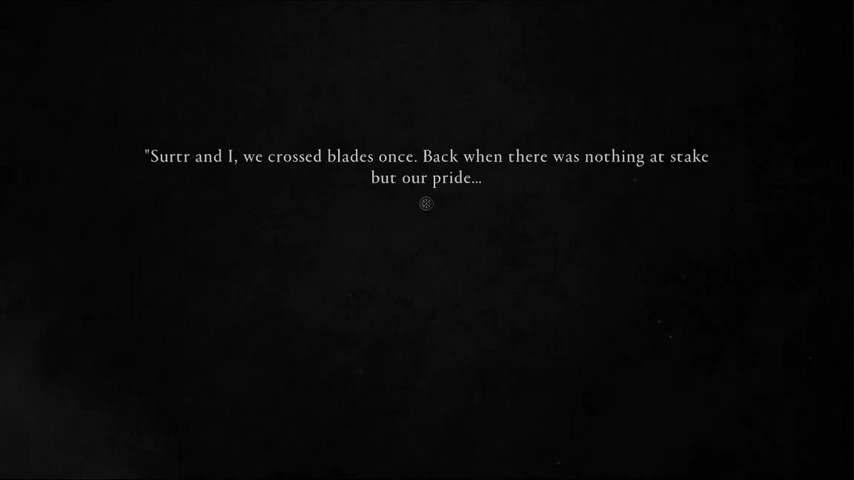 "Surtr and I, we crossed blades once. Back when there was nothing at stake
but our pride...